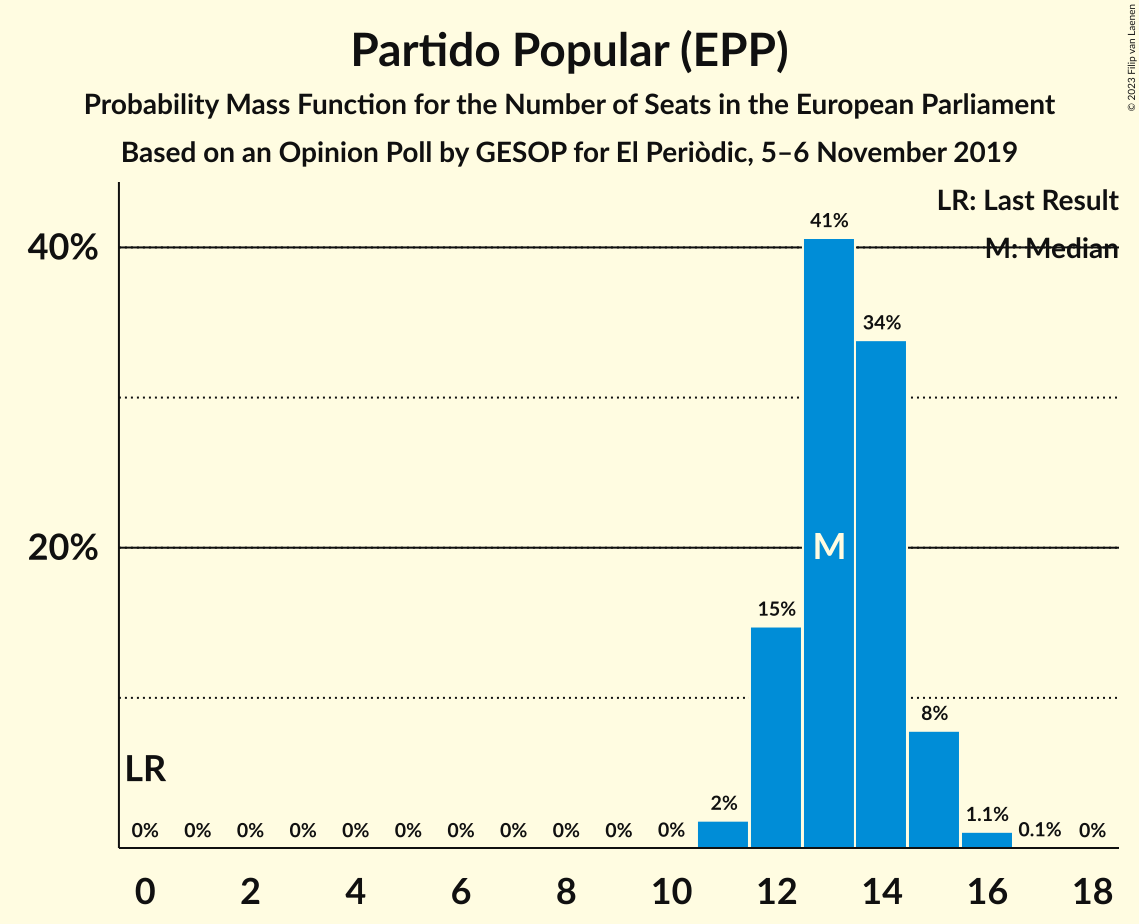 Partido Popular (EPP)
Probability Mass Function for the Number of Seats in the European Parliament
Based on an Opinion Poll by GESOP for El Periòdic, 5–6 November 2019
© 2023 Filip van Laenen
LR: Last Result
M: Median
40%
20%
41%
34%
15%
8%
2%
1.1%
0.1%
0%
M
LR
0% 0% 0% 0% 0% 0% 0% 0% 0% 0% 0%
0 2 4 6 8 10 12 14 16 18